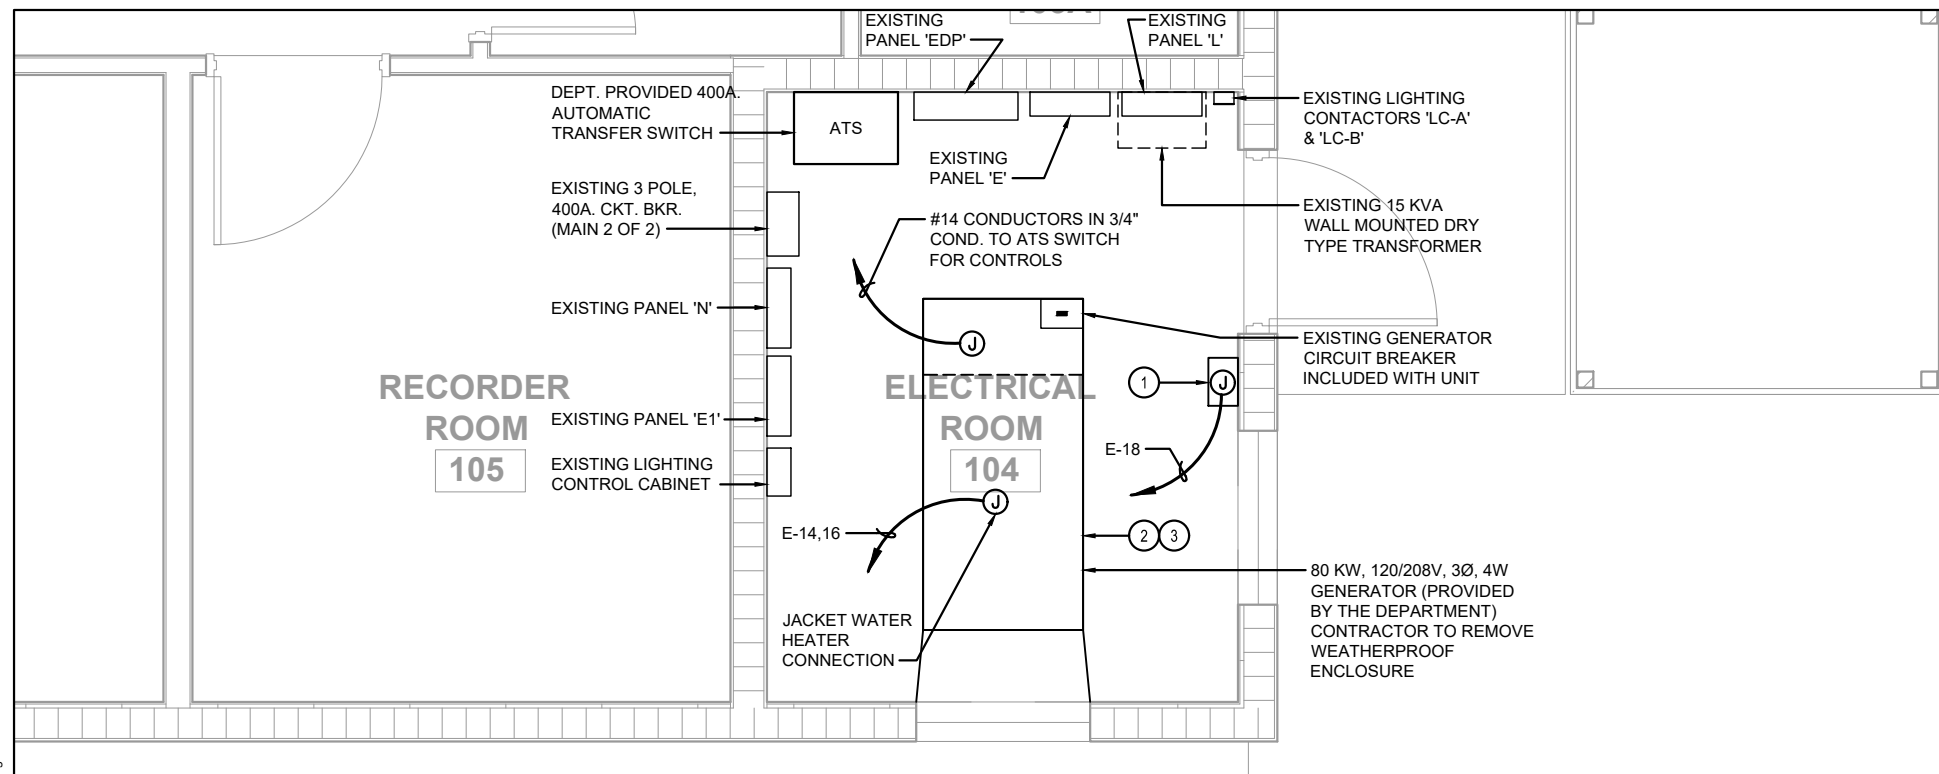 EXISTING
PANEL 'EDP'
EXISTING
PANEL 'L'
DEPT. PROVIDED 400A.
AUTOMATIC
TRANSFER SWITCH
ATS
EXISTING LIGHTING
CONTACTORS 'LC-A'
& 'LC-B'
EXISTING
PANEL 'E'
EXISTING 3 POLE,
400A. CKT. BKR.
(MAIN 2 OF 2)
#14 CONDUCTORS IN 3/4"
COND. TO ATS SWITCH
FOR CONTROLS
EXISTING 15 KVA
WALL MOUNTED DRY
TYPE TRANSFORMER
EXISTING PANEL 'N'
J
EXISTING GENERATOR
CIRCUIT BREAKER
INCLUDED WITH UNIT
RECORDER
ROOM
105
ELECTRICAL
ROOM
104
1
J
EXISTING PANEL 'E1'
E-18
EXISTING LIGHTING
CONTROL CABINET
J
E-14,16
2 3
80 KW, 120/208V, 3Ø, 4W
GENERATOR (PROVIDED
BY THE DEPARTMENT)
CONTRACTOR TO REMOVE
WEATHERPROOF
ENCLOSURE
JACKET WATER
HEATER
CONNECTION